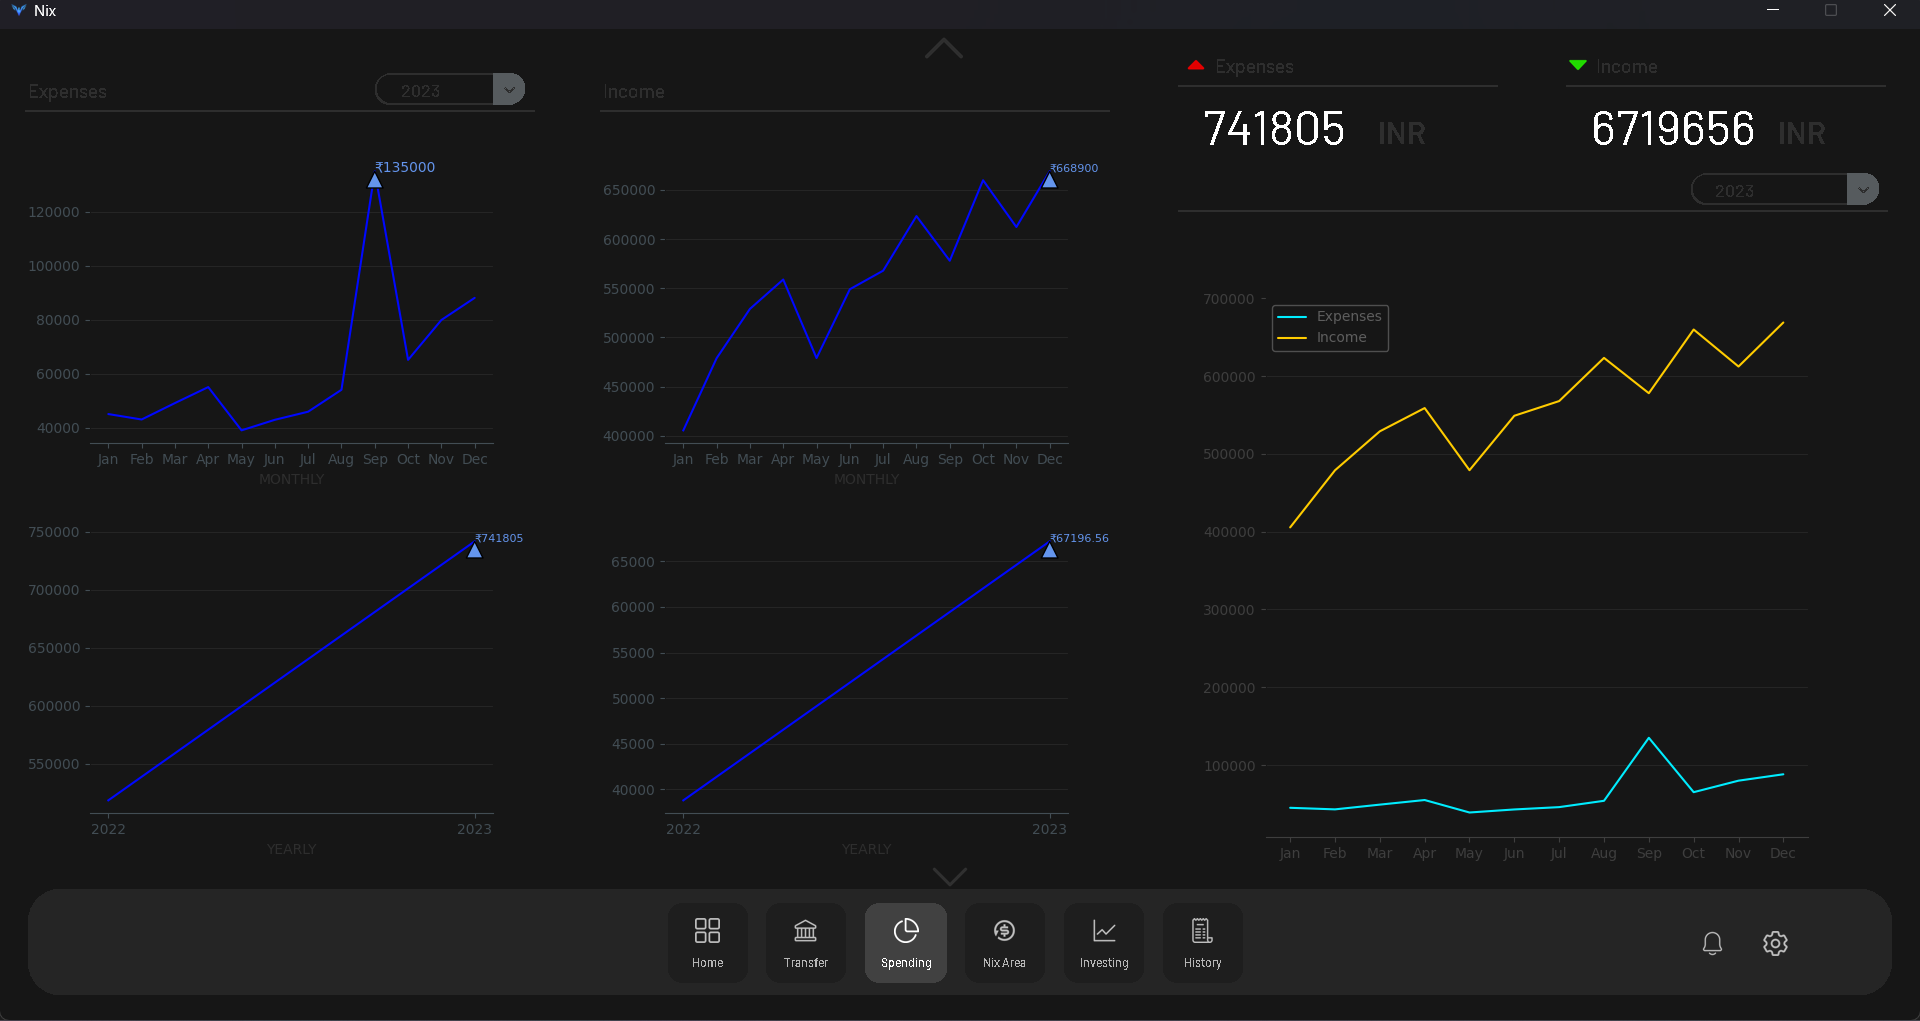 Nix
Expenses
2023
120000
100000
80000
60000
40000
₹135000
Jan Feb Mar Apr May Jun Jul Aug Sep Oct Nov Dec
MONTHLY
750000
700000
650000
600000
550000
₹741805
2022 2023
YEARLY
Income
650000
600000
550000
500000
450000
400000
₹668900
Jan Feb Mar Apr May Jun Jul Aug Sep Oct Nov Dec
MONTHLY
65000
60000
55000
50000
45000
40000
₹67196.56
2022 2023
YEARLY
Expenses
741805 INR
Income
6719656 INR
2023
700000
600000
500000
400000
300000
200000
100000
Expenses
Income
Jan Feb Mar Apr May Jun Jul Aug Sep Oct Nov Dec
Home
Transfer
Spending
Nix Area
Investing
History